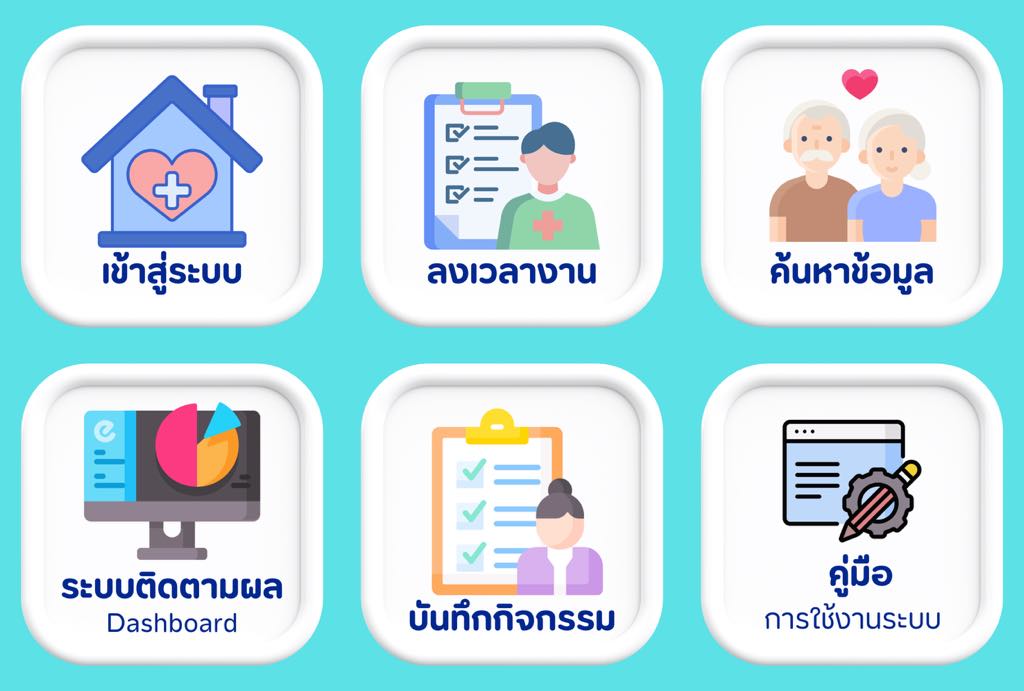 เข้าสู่ระบบ
ลงเวลางาน
ค้นหาข้อมูล
ระบบติดตามผล
Dashboard
บันทึกกิจกรรม
คู่มือ
การใช้งานระบบ